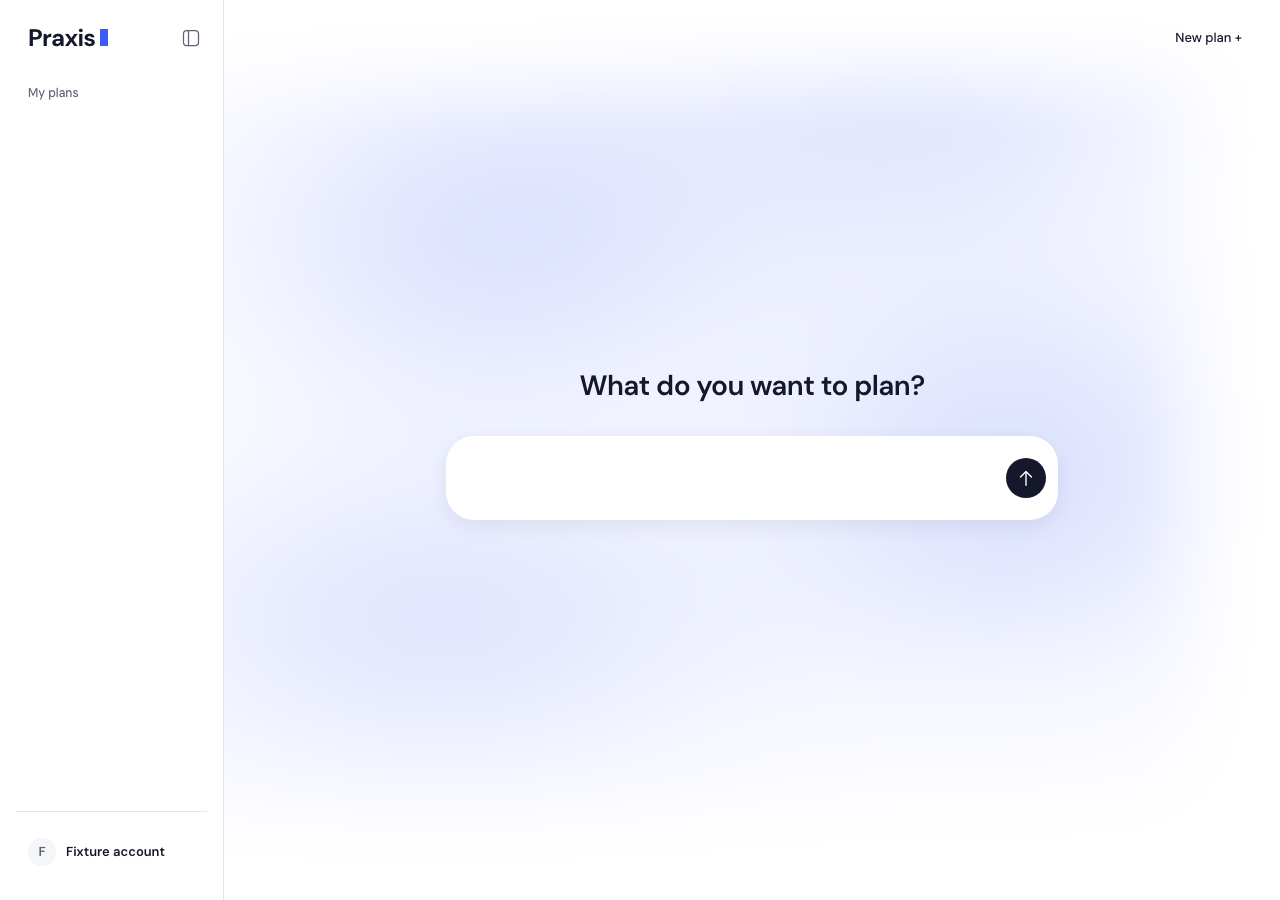 Praxis
New plan +
My plans
What do you want to plan?
F
Fixture account